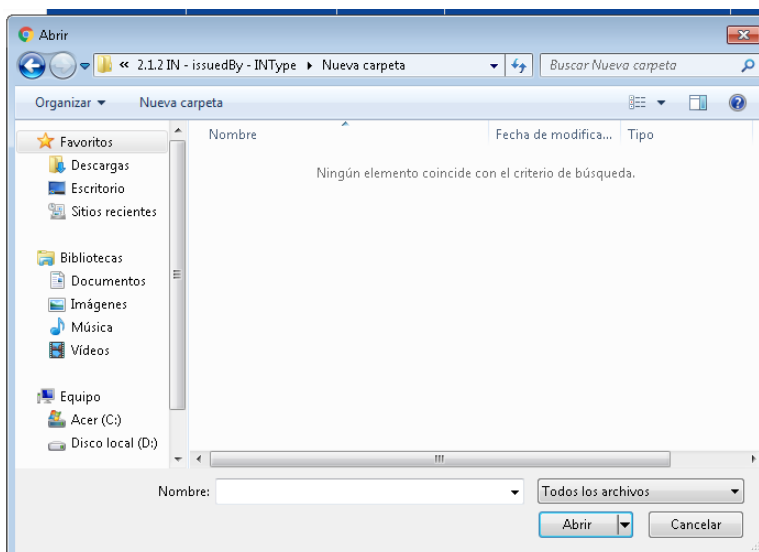 Abrir
« 2.1.2 IN - issuedBy - INType ▸ Nueva carpeta
Buscar Nueva carpeta
Organizar
Nueva carpeta
Favoritos
Descargas
Escritorio
Sitios recientes
Bibliotecas
Documentos
Imágenes
Música
Vídeos
Equipo
Acer (C:)
Disco local (D:)
Nombre
Fecha de modifica...
Tipo
Ningún elemento coincide con el criterio de búsqueda.
Nombre:
Todos los archivos
Abrir
Cancelar